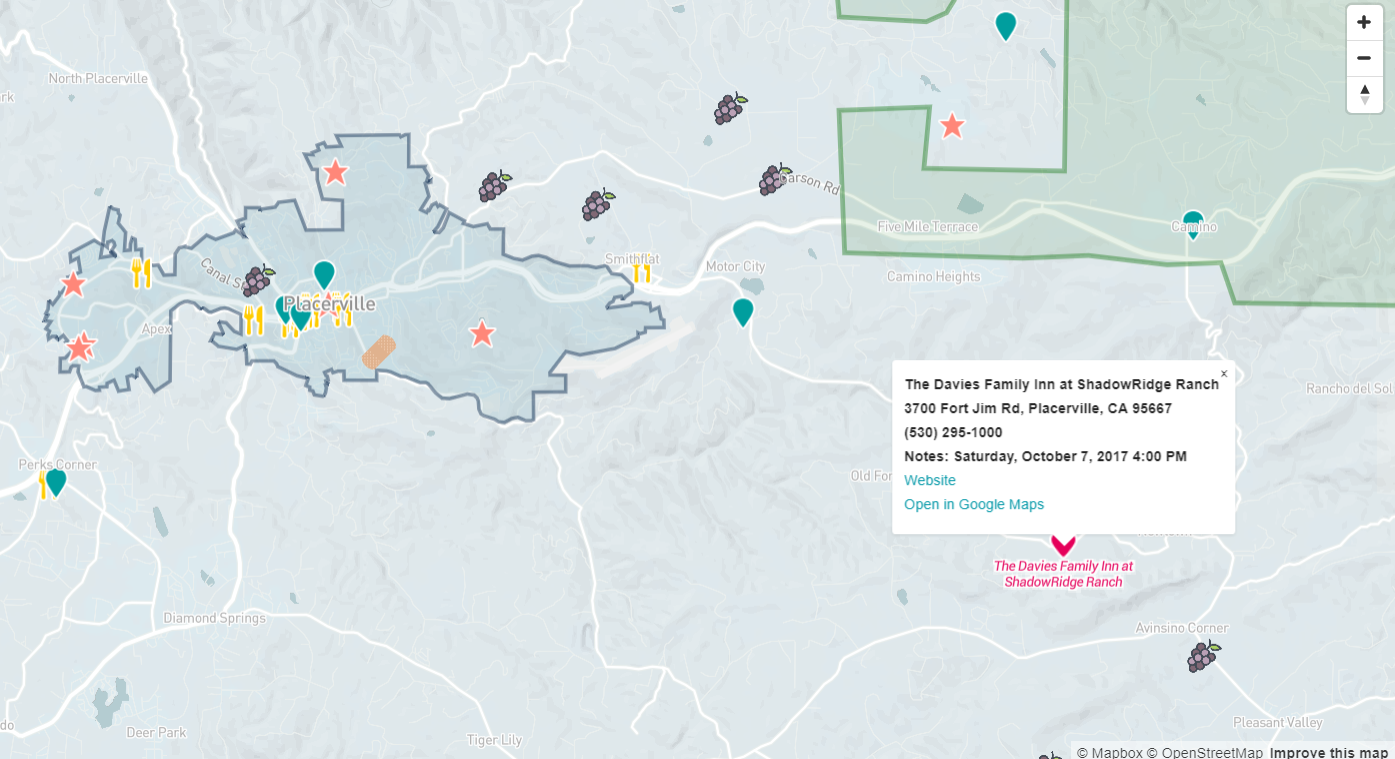 North Placerville
ark
Carson Rd
Five Mile Terrace
Camino
Smithflat
Motor City
Camino Heights
Canal S
Placerville
Apex
×
The Davies Family Inn at ShadowRidge Ranch
3700 Fort Jim Rd, Placerville, CA 95667
(530) 295-1000
Notes: Saturday, October 7, 2017 4:00 PM
Website
Open in Google Maps
Rancho del Sol
Perks Corner
Old For
The Davies Family Inn at
ShadowRidge Ranch
Diamond Springs
Avinsino Corner
Pleasant Valley
do
Deer Park
Tiger Lily
© Mapbox © OpenStreetMap Improve this map